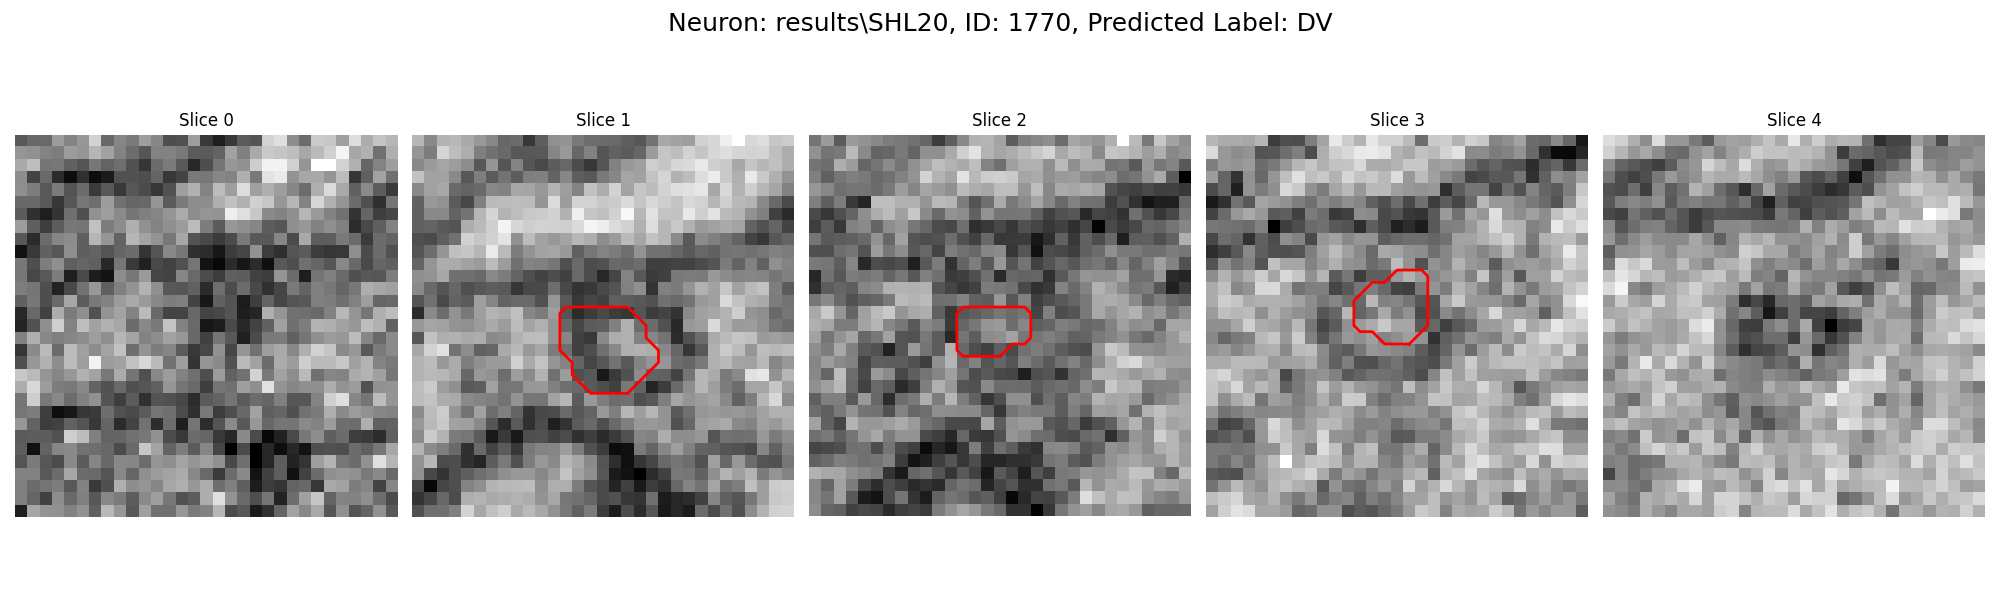 Neuron: results\SHL20, ID: 1770, Predicted Label: DV
Slice 0
Slice 1
Slice 2
Slice 3
Slice 4